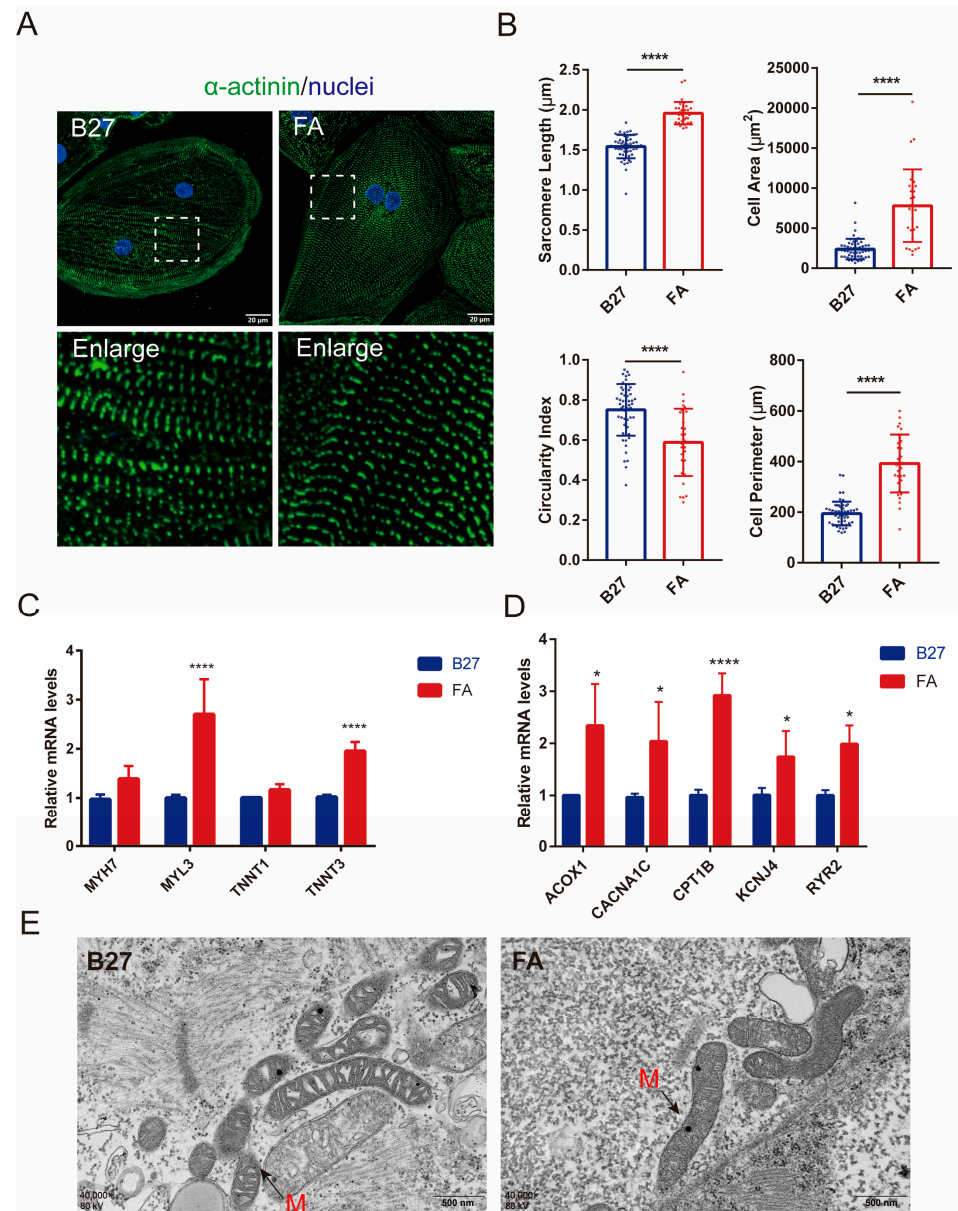 A
α-actinin/nuclei
B27
FA
20 μm
20 μm
Enlarge
Enlarge
B
Sarcomere Length (μm)
2.5
2.0
1.5
1.0
0.5
0.0
****
B27
FA
Cell Area (μm²)
25000
20000
15000
10000
5000
0
****
B27
FA
Circularity Index
1.0
0.8
0.6
0.4
0.2
0.0
****
B27
FA
Cell Perimeter (μm)
800
600
400
200
0
****
B27
FA
C
Relative mRNA levels
4
3
2
1
0
****
****
MYH7
MYL3
TNNT1
TNNT3
B27
FA
D
Relative mRNA levels
4
3
2
1
0
*
*
****
*
*
ACOX1
CACNA1C
CPT1B
KCNJ4
RYR2
B27
FA
E
B27
M
40,000×
80 kV
500 nm
FA
M
40,000×
80 kV
500 nm